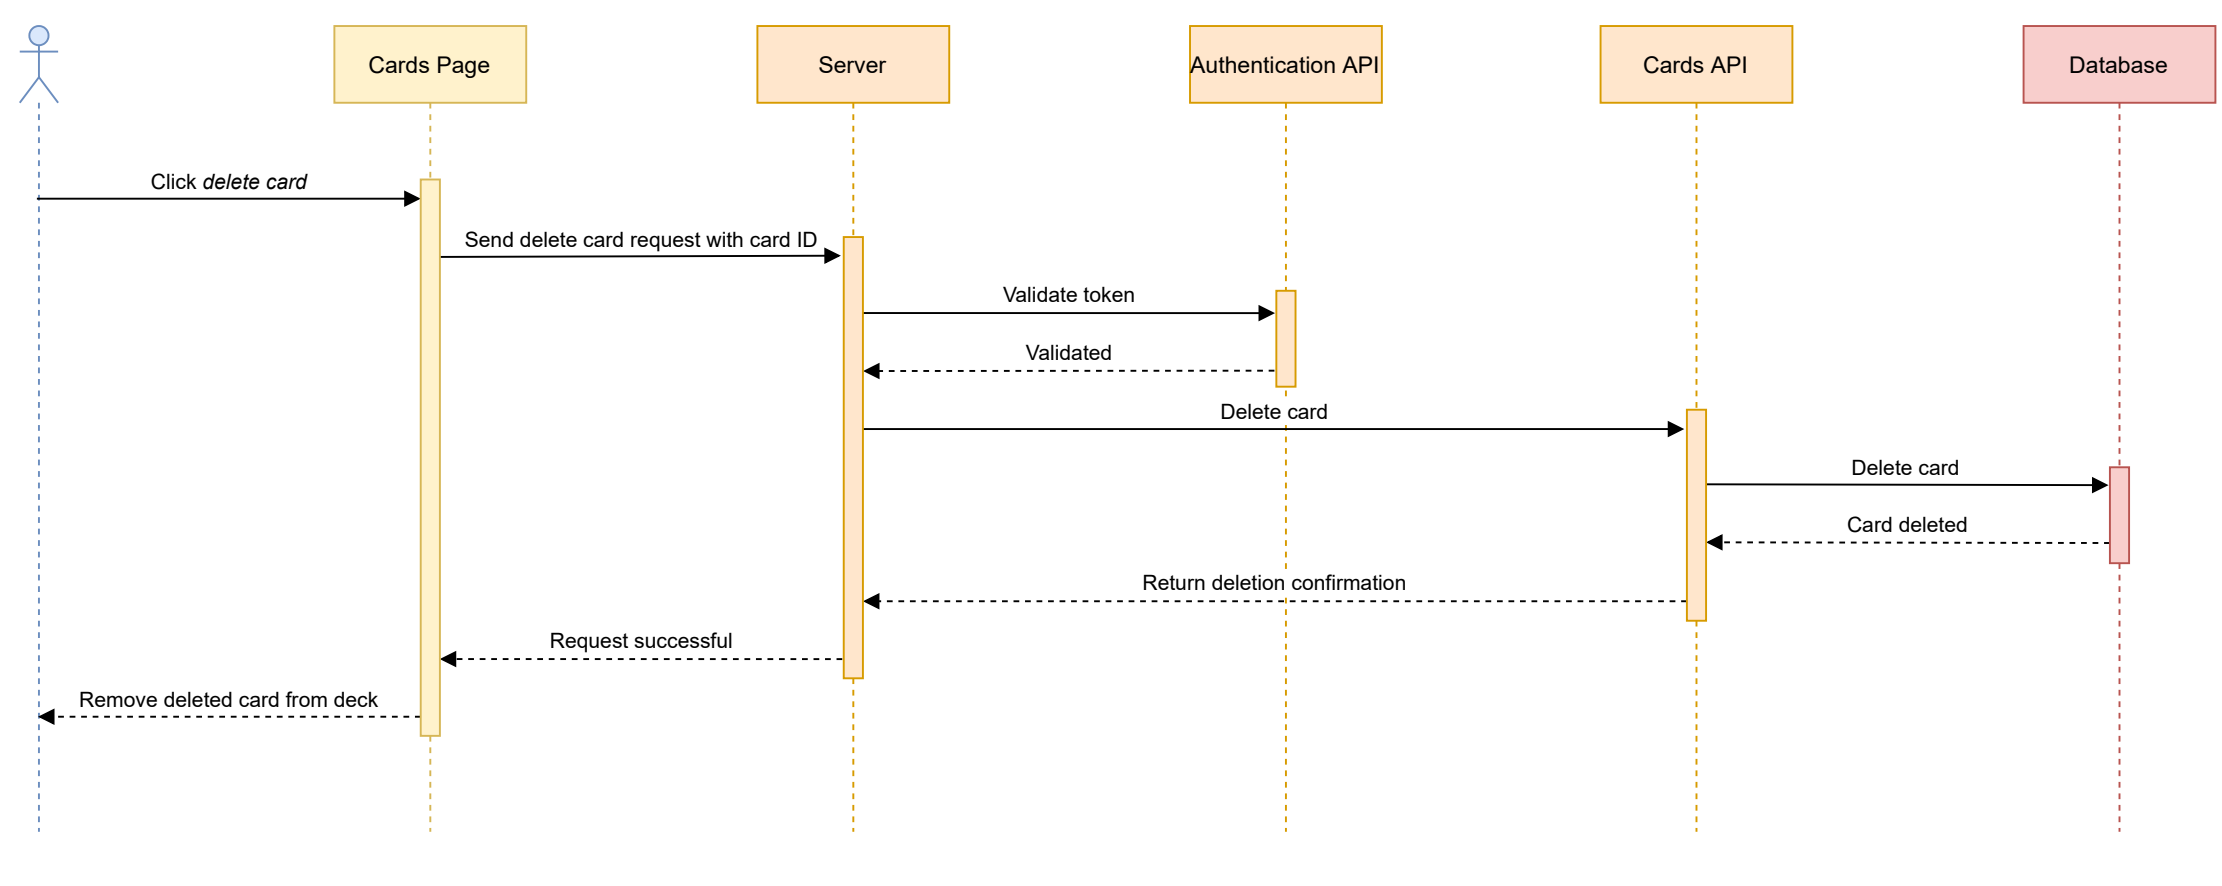 Cards Page
Server
Authentication API
Cards API
Database
Click delete card
Send delete card request with card ID
Validate token
Validated
Delete card
Delete card
Card deleted
Return deletion confirmation
Request successful
Remove deleted card from deck